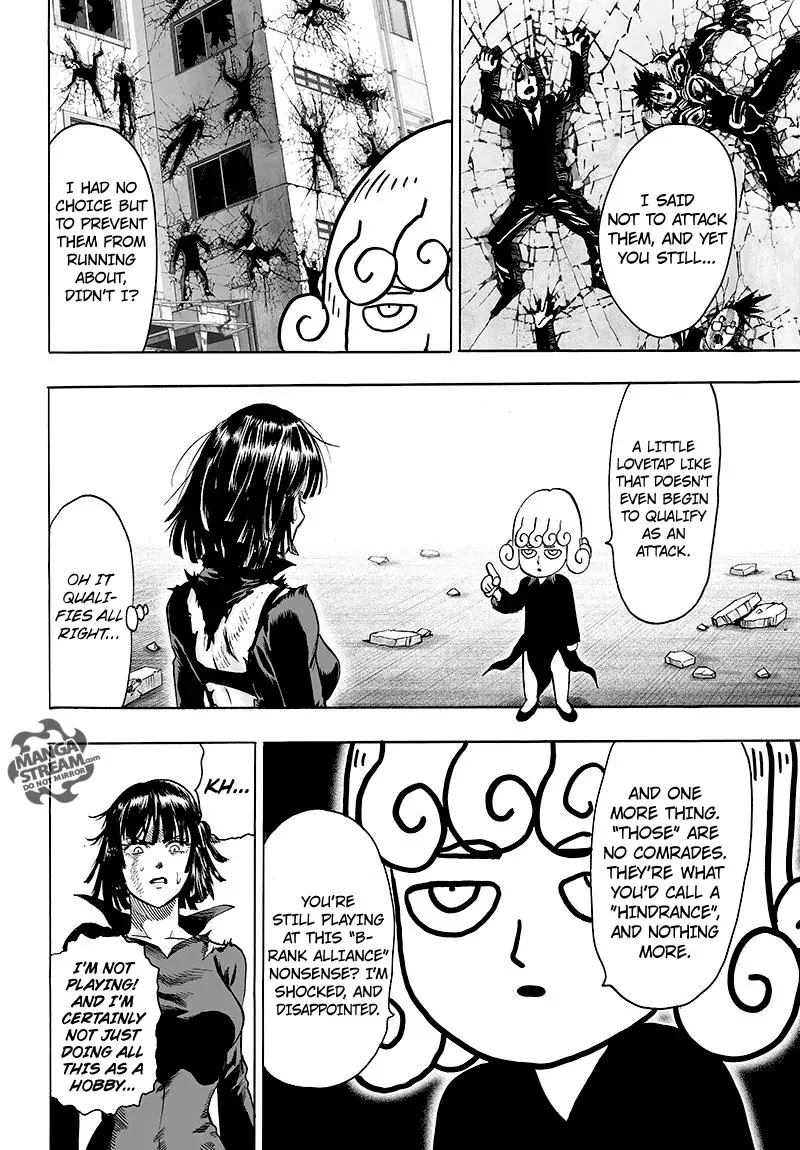 I SAID
NOT TO ATTACK
THEM, AND YET
YOU STILL...
I HAD NO
CHOICE BUT
TO PREVENT
THEM FROM
RUNNING
ABOUT,
DIDN'T I?
A LITTLE
LOVETAP LIKE
THAT DOESN'T
EVEN BEGIN
TO QUALIFY
AS AN
ATTACK.
OH IT
QUALI-
FIES ALL
RIGHT...
AND ONE
MORE THING.
"THOSE" ARE
NO COMRADES.
THEY'RE WHAT
YOU'D CALL A
"HINDRANCE",
AND NOTHING
MORE.
YOU'RE
STILL PLAYING
AT THIS "B-
RANK ALLIANCE"
NONSENSE? I'M
SHOCKED, AND
DISAPPOINTED.
KH...
I'M NOT
PLAYING!
AND I'M
CERTAINLY
NOT JUST
DOING ALL
THIS AS A
HOBBY...
MANGA
STREAM.COM
DO NOT MIRROR